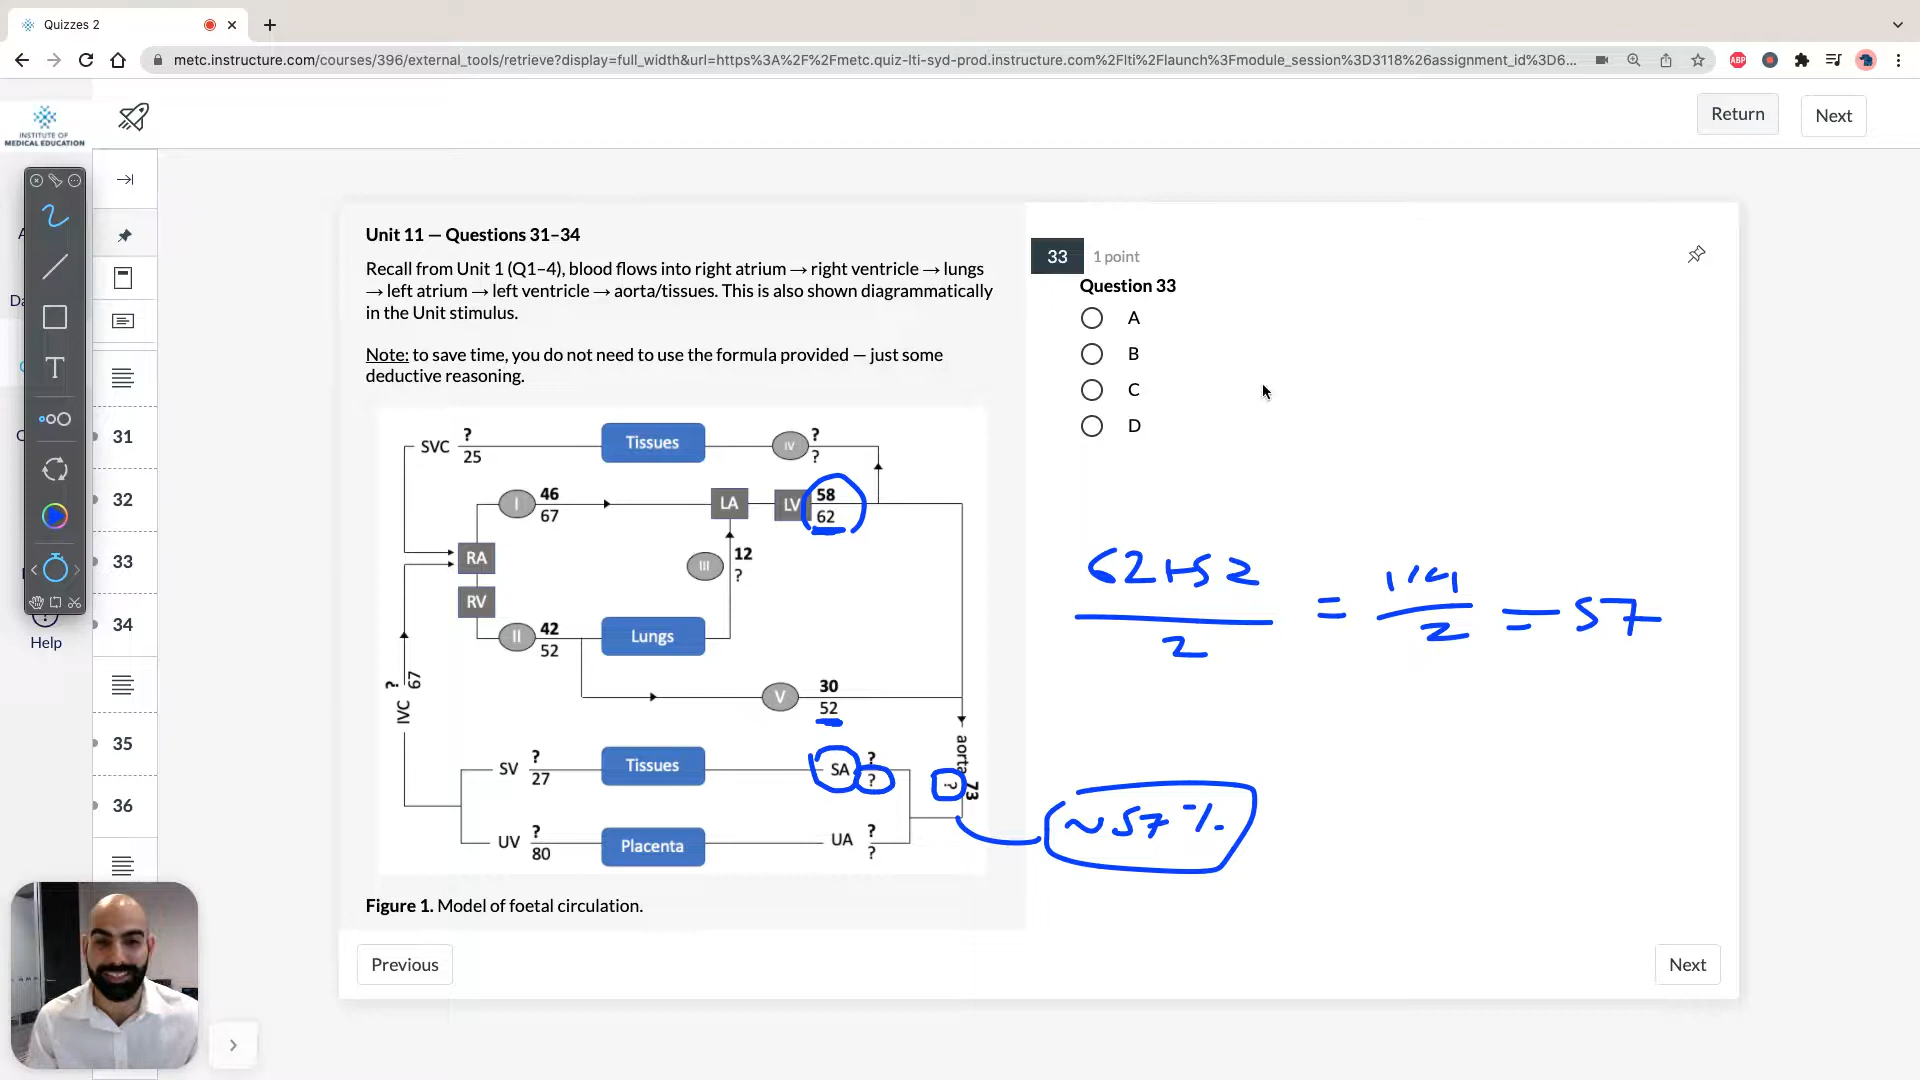 Quizzes 2
metc.instructure.com/courses/396/external_tools/retrieve?display=full_width&url=https%3A%2F%2Fmetc.quiz-lti-syd-prod.instructure.com%2Flti%2Flaunch%3Fmodule_session%3D3118%26assignment_id%3D6...
ABP
INSTITUTE OF
MEDICAL EDUCATION
Return
Next
Unit 11 — Questions 31–34
Recall from Unit 1 (Q1–4), blood flows into right atrium → right ventricle → lungs
→ left atrium → left ventricle → aorta/tissues. This is also shown diagrammatically
in the Unit stimulus.
Note: to save time, you do not need to use the formula provided — just some
deductive reasoning.
33
1 point
Question 33
A
B
C
D
SVC
?
25
Tissues
IV
?
?
I
46
67
LA
LV
58
62
RA
III
12
?
RV
II
42
52
Lungs
V
30
52
IVC
?
67
aorta
?
73
SV
?
27
Tissues
SA
?
?
UV
?
80
Placenta
UA
?
?
Figure 1. Model of foetal circulation.
62+52
2
=
114
2
= 57
~57%
Previous
Next
T
31
32
33
34
35
36
Help